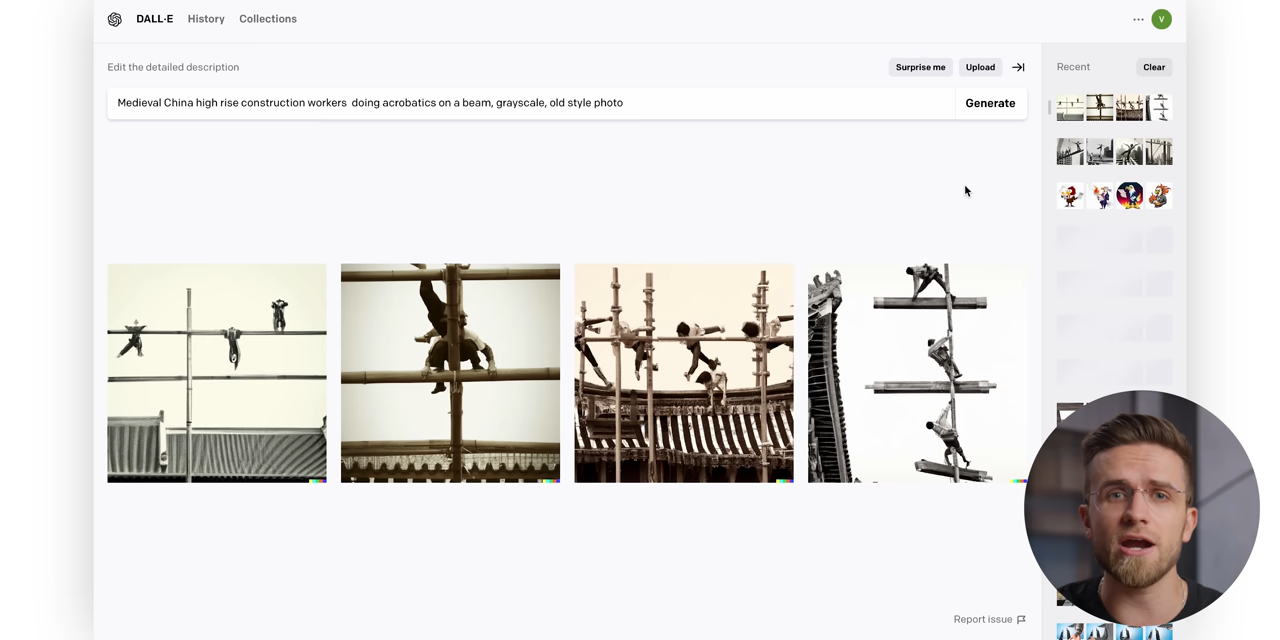 DALL·E History Collections
V
Edit the detailed description
Surprise me
Upload
Recent
Clear
Medieval China high rise construction workers  doing acrobatics on a beam, grayscale, old style photo
Generate
Report issue